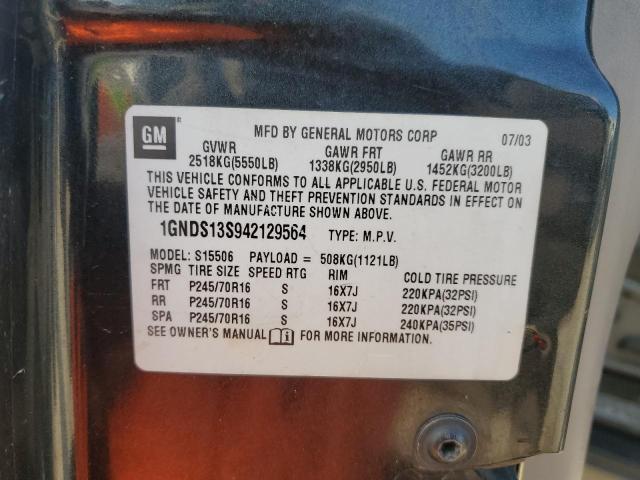 GM ®
MFD BY GENERAL MOTORS CORP 07/03
GVWR GAWR FRT GAWR RR
2518KG(5550LB) 1338KG(2950LB) 1452KG(3200LB)
THIS VEHICLE CONFORMS TO ALL APPLICABLE U.S. FEDERAL MOTOR
VEHICLE SAFETY AND THEFT PREVENTION STANDARDS IN EFFECT ON
THE DATE OF MANUFACTURE SHOWN ABOVE.
1GNDS13S942129564 TYPE: M.P.V.
MODEL: S15506 PAYLOAD = 508KG(1121LB)
SPMG TIRE SIZE SPEED RTG RIM COLD TIRE PRESSURE
FRT P245/70R16 S 16X7J 220KPA(32PSI)
RR P245/70R16 S 16X7J 220KPA(32PSI)
SPA P245/70R16 S 16X7J 240KPA(35PSI)
SEE OWNER'S MANUAL FOR MORE INFORMATION.